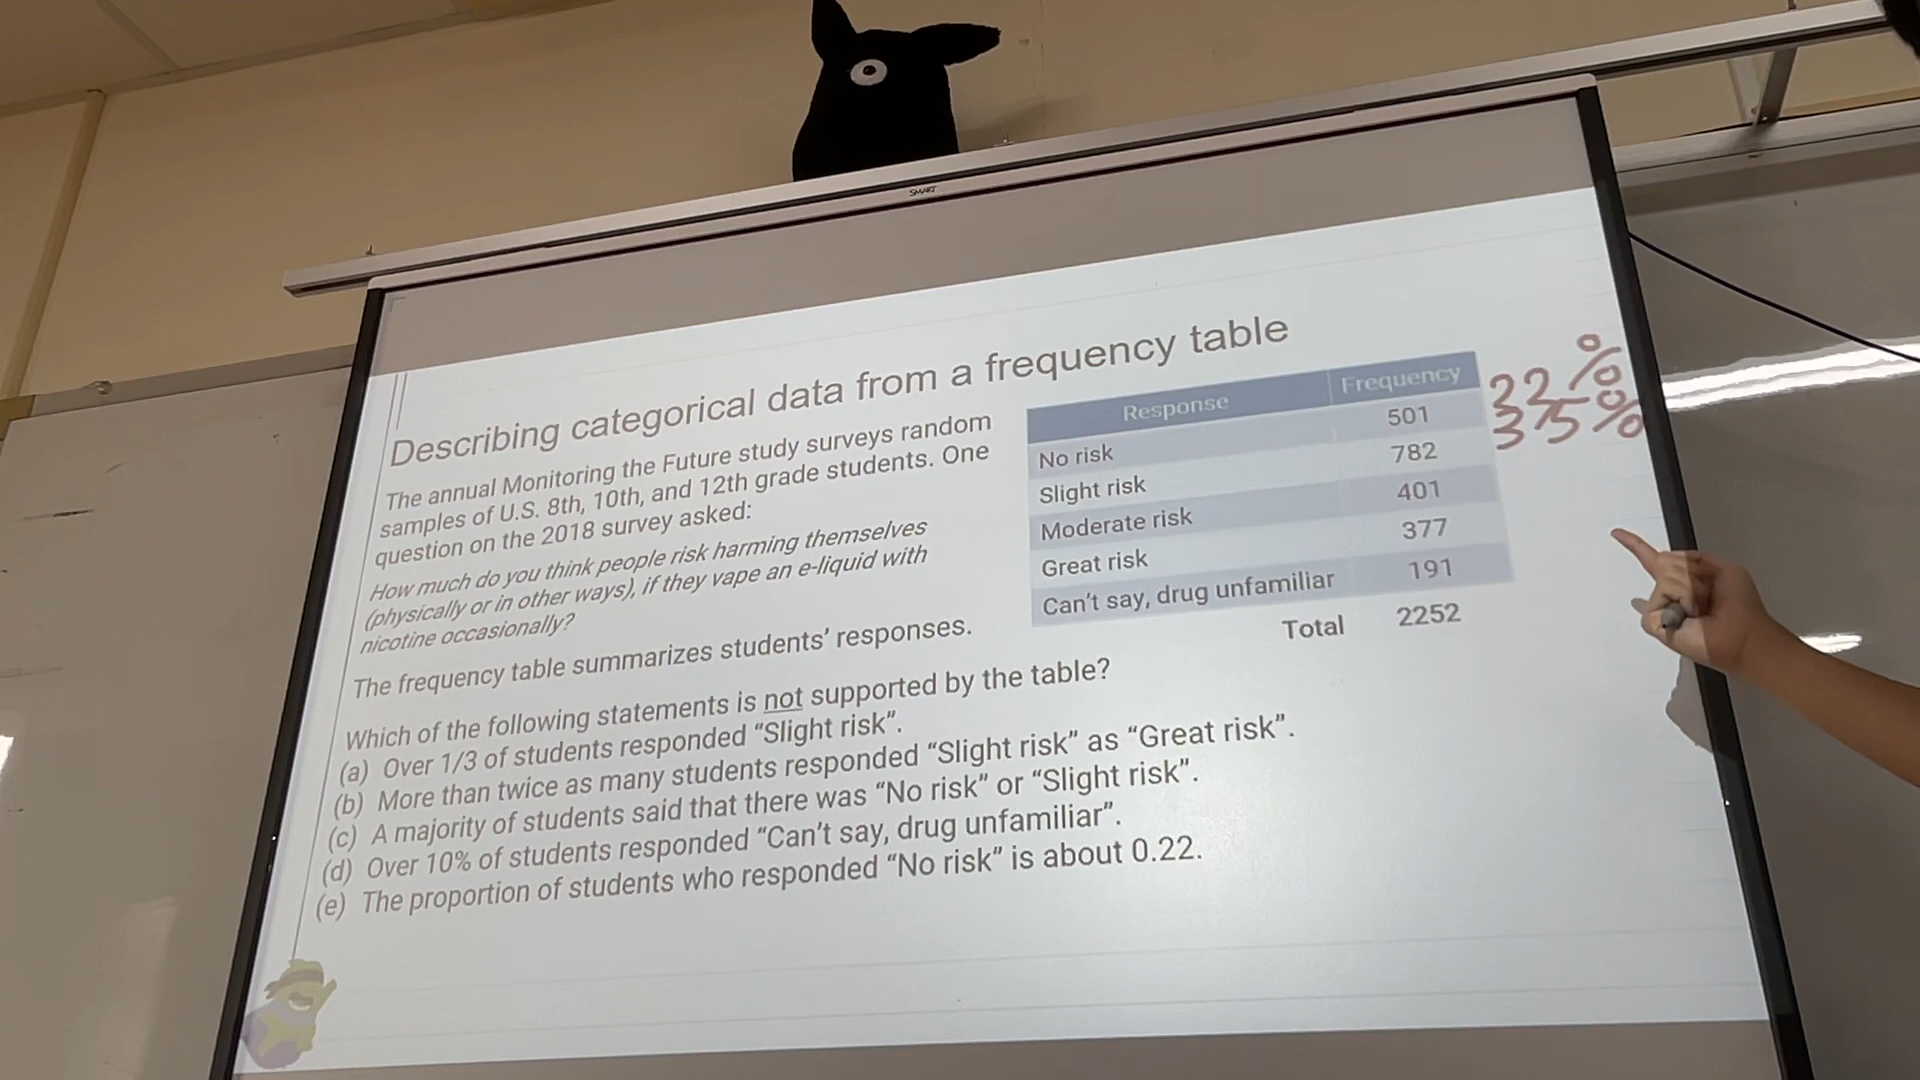 SMART
Describing categorical data from a frequency table
The annual Monitoring the Future study surveys random
samples of U.S. 8th, 10th, and 12th grade students. One
question on the 2018 survey asked:
How much do you think people risk harming themselves
(physically or in other ways), if they vape an e-liquid with
nicotine occasionally?
The frequency table summarizes students' responses.
Response Frequency
No risk 501 22%
Slight risk 782 35%
Moderate risk 401
Great risk 377
Can't say, drug unfamiliar 191
Total 2252
Which of the following statements is not supported by the table?
(a) Over 1/3 of students responded “Slight risk”.
(b) More than twice as many students responded “Slight risk” as “Great risk”.
(c) A majority of students said that there was “No risk” or “Slight risk”.
(d) Over 10% of students responded “Can't say, drug unfamiliar”.
(e) The proportion of students who responded “No risk” is about 0.22.